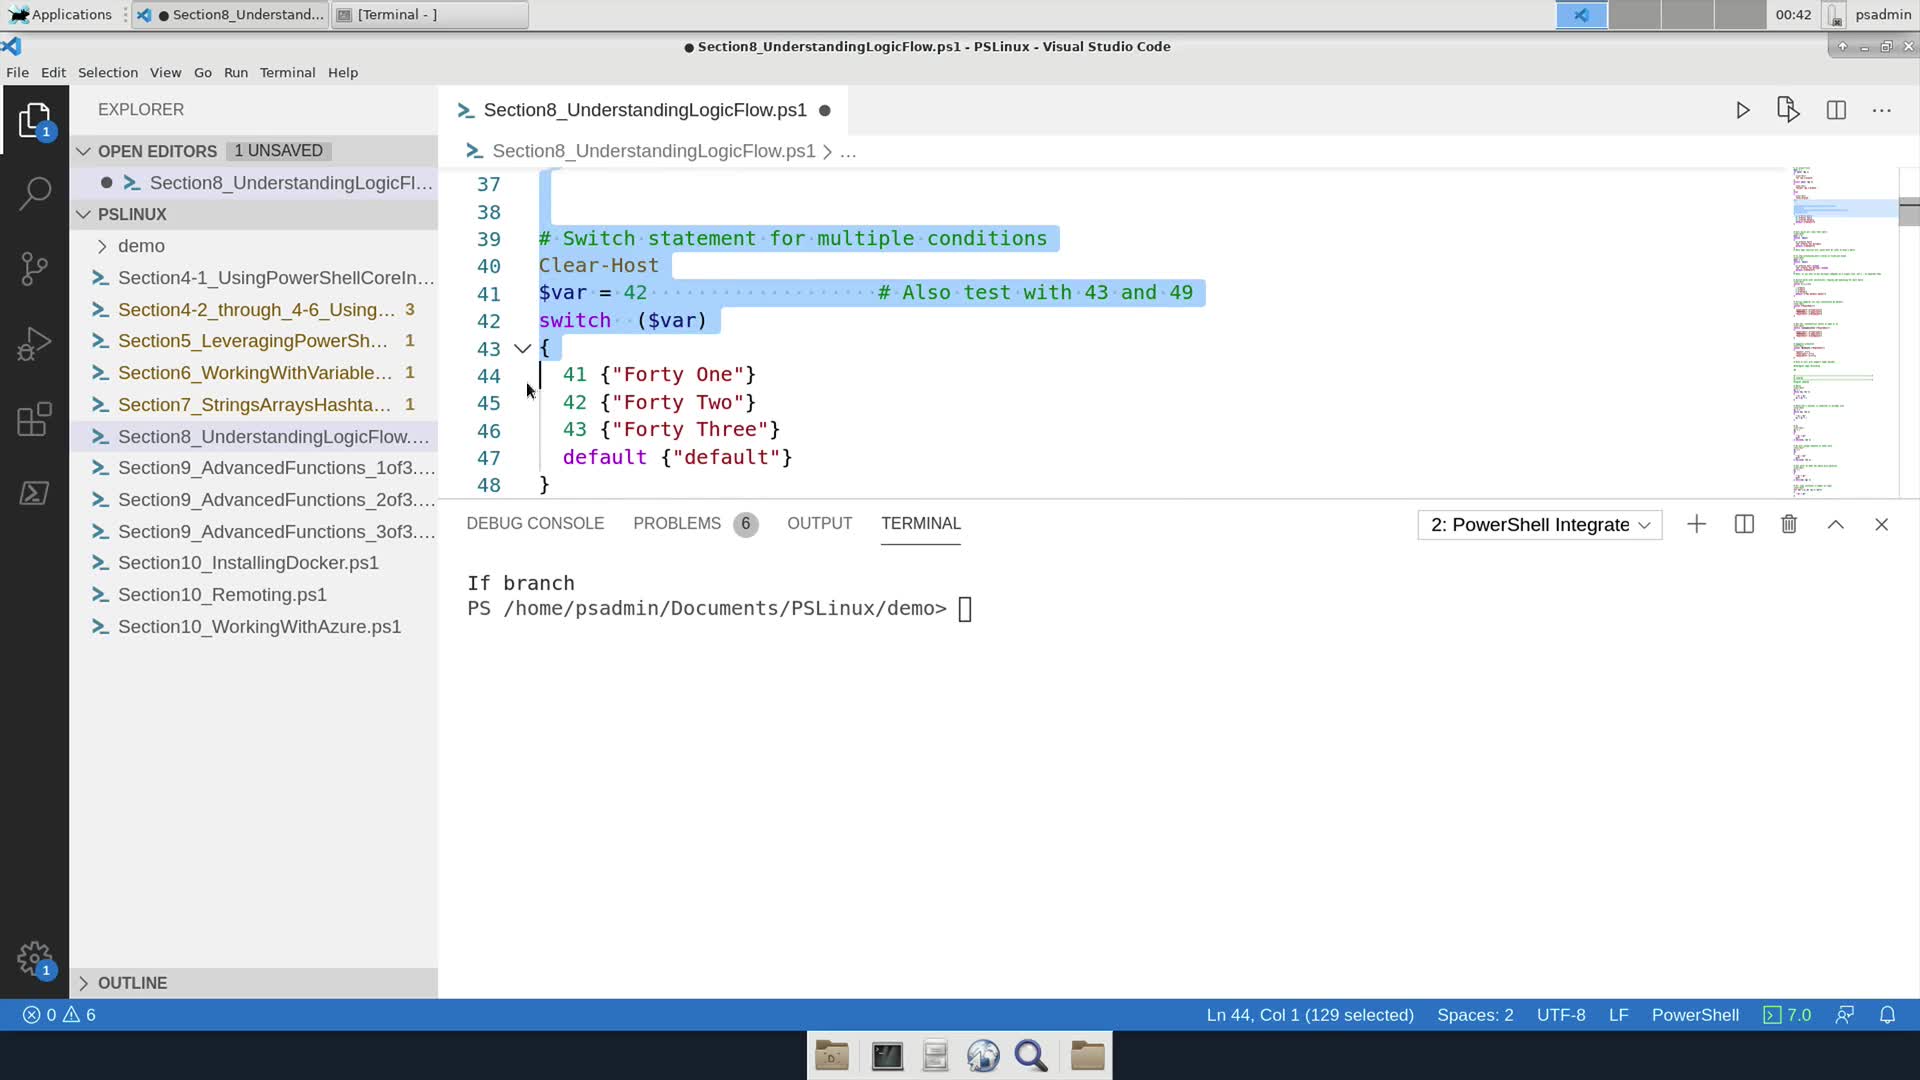 Applications
● Section8_Understand...
[Terminal - ]
00:42
psadmin
● Section8_UnderstandingLogicFlow.ps1 - PSLinux - Visual Studio Code
File Edit Selection View Go Run Terminal Help
EXPLORER
OPEN EDITORS 1 UNSAVED
Section8_UnderstandingLogicFl...
PSLINUX
demo
Section4-1_UsingPowerShellCoreIn...
Section4-2_through_4-6_Using... 3
Section5_LeveragingPowerSh... 1
Section6_WorkingWithVariable... 1
Section7_StringsArraysHashta... 1
Section8_UnderstandingLogicFlow....
Section9_AdvancedFunctions_1of3....
Section9_AdvancedFunctions_2of3....
Section9_AdvancedFunctions_3of3....
Section10_InstallingDocker.ps1
Section10_Remoting.ps1
Section10_WorkingWithAzure.ps1
OUTLINE
1
1
Section8_UnderstandingLogicFlow.ps1 ●
Section8_UnderstandingLogicFlow.ps1 > ...
37
38
39 # Switch statement for multiple conditions
40 Clear-Host
41 $var = 42 # Also test with 43 and 49
42 switch ($var)
43 {
44 41 {"Forty One"}
45 42 {"Forty Two"}
46 43 {"Forty Three"}
47 default {"default"}
48 }
DEBUG CONSOLE PROBLEMS 6 OUTPUT TERMINAL
2: PowerShell Integrate
If branch
PS /home/psadmin/Documents/PSLinux/demo>
0 6
Ln 44, Col 1 (129 selected) Spaces: 2 UTF-8 LF PowerShell 7.0